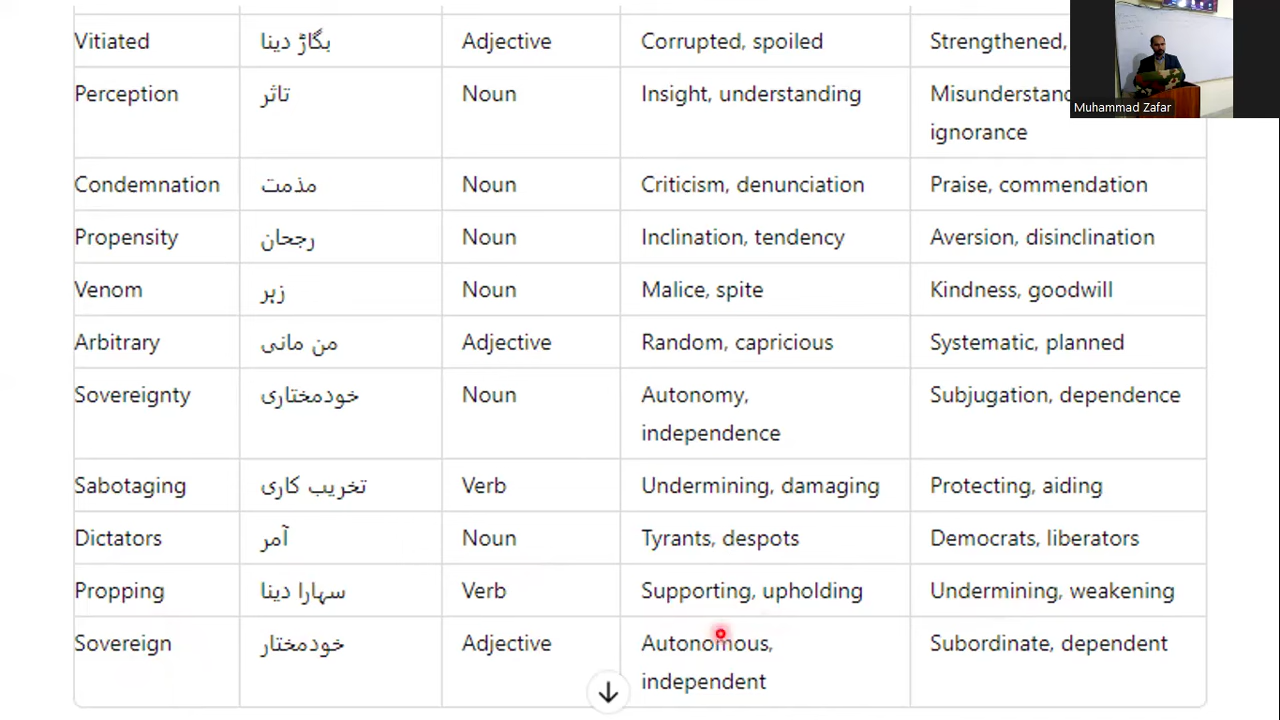 Vitiated بگاڑ دینا Adjective Corrupted, spoiled Strengthened,
Perception تاثر Noun Insight, understanding
ignorance
Muhammad Zafar
Condemnation مذمت Noun Criticism, denunciation Praise, commendation
Propensity رجحان Noun Inclination, tendency Aversion, disinclination
Venom زہر Noun Malice, spite Kindness, goodwill
Arbitrary من مانی Adjective Random, capricious Systematic, planned
Sovereignty خودمختاری Noun Autonomy, Subjugation, dependence
independence
Sabotaging تخریب کاری Verb Undermining, damaging Protecting, aiding
Dictators آمر Noun Tyrants, despots Democrats, liberators
Propping سہارا دینا Verb Supporting, upholding Undermining, weakening
Sovereign خودمختار Adjective Autonomous, Subordinate, dependent
independent